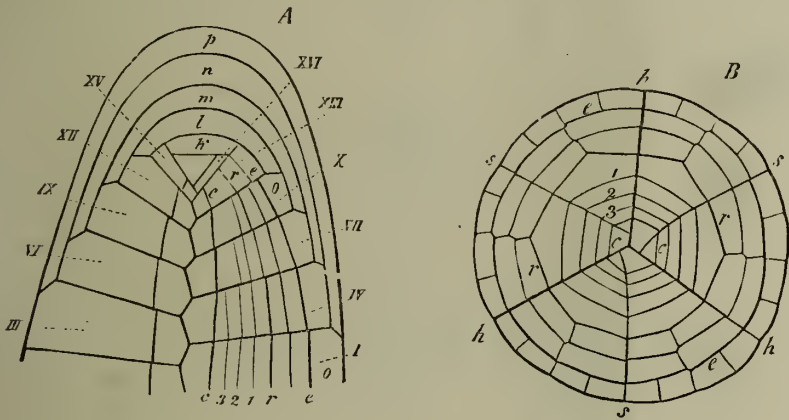 A
B
p
n
m
l
k
XV
XII
IX
VI
III
XVI
XIII
X
VII
IV
I
c
r
e
o
o
c 3 2 1 r e
h
e
s
s
1
2
3
c
c
r
r
h
h
e
s